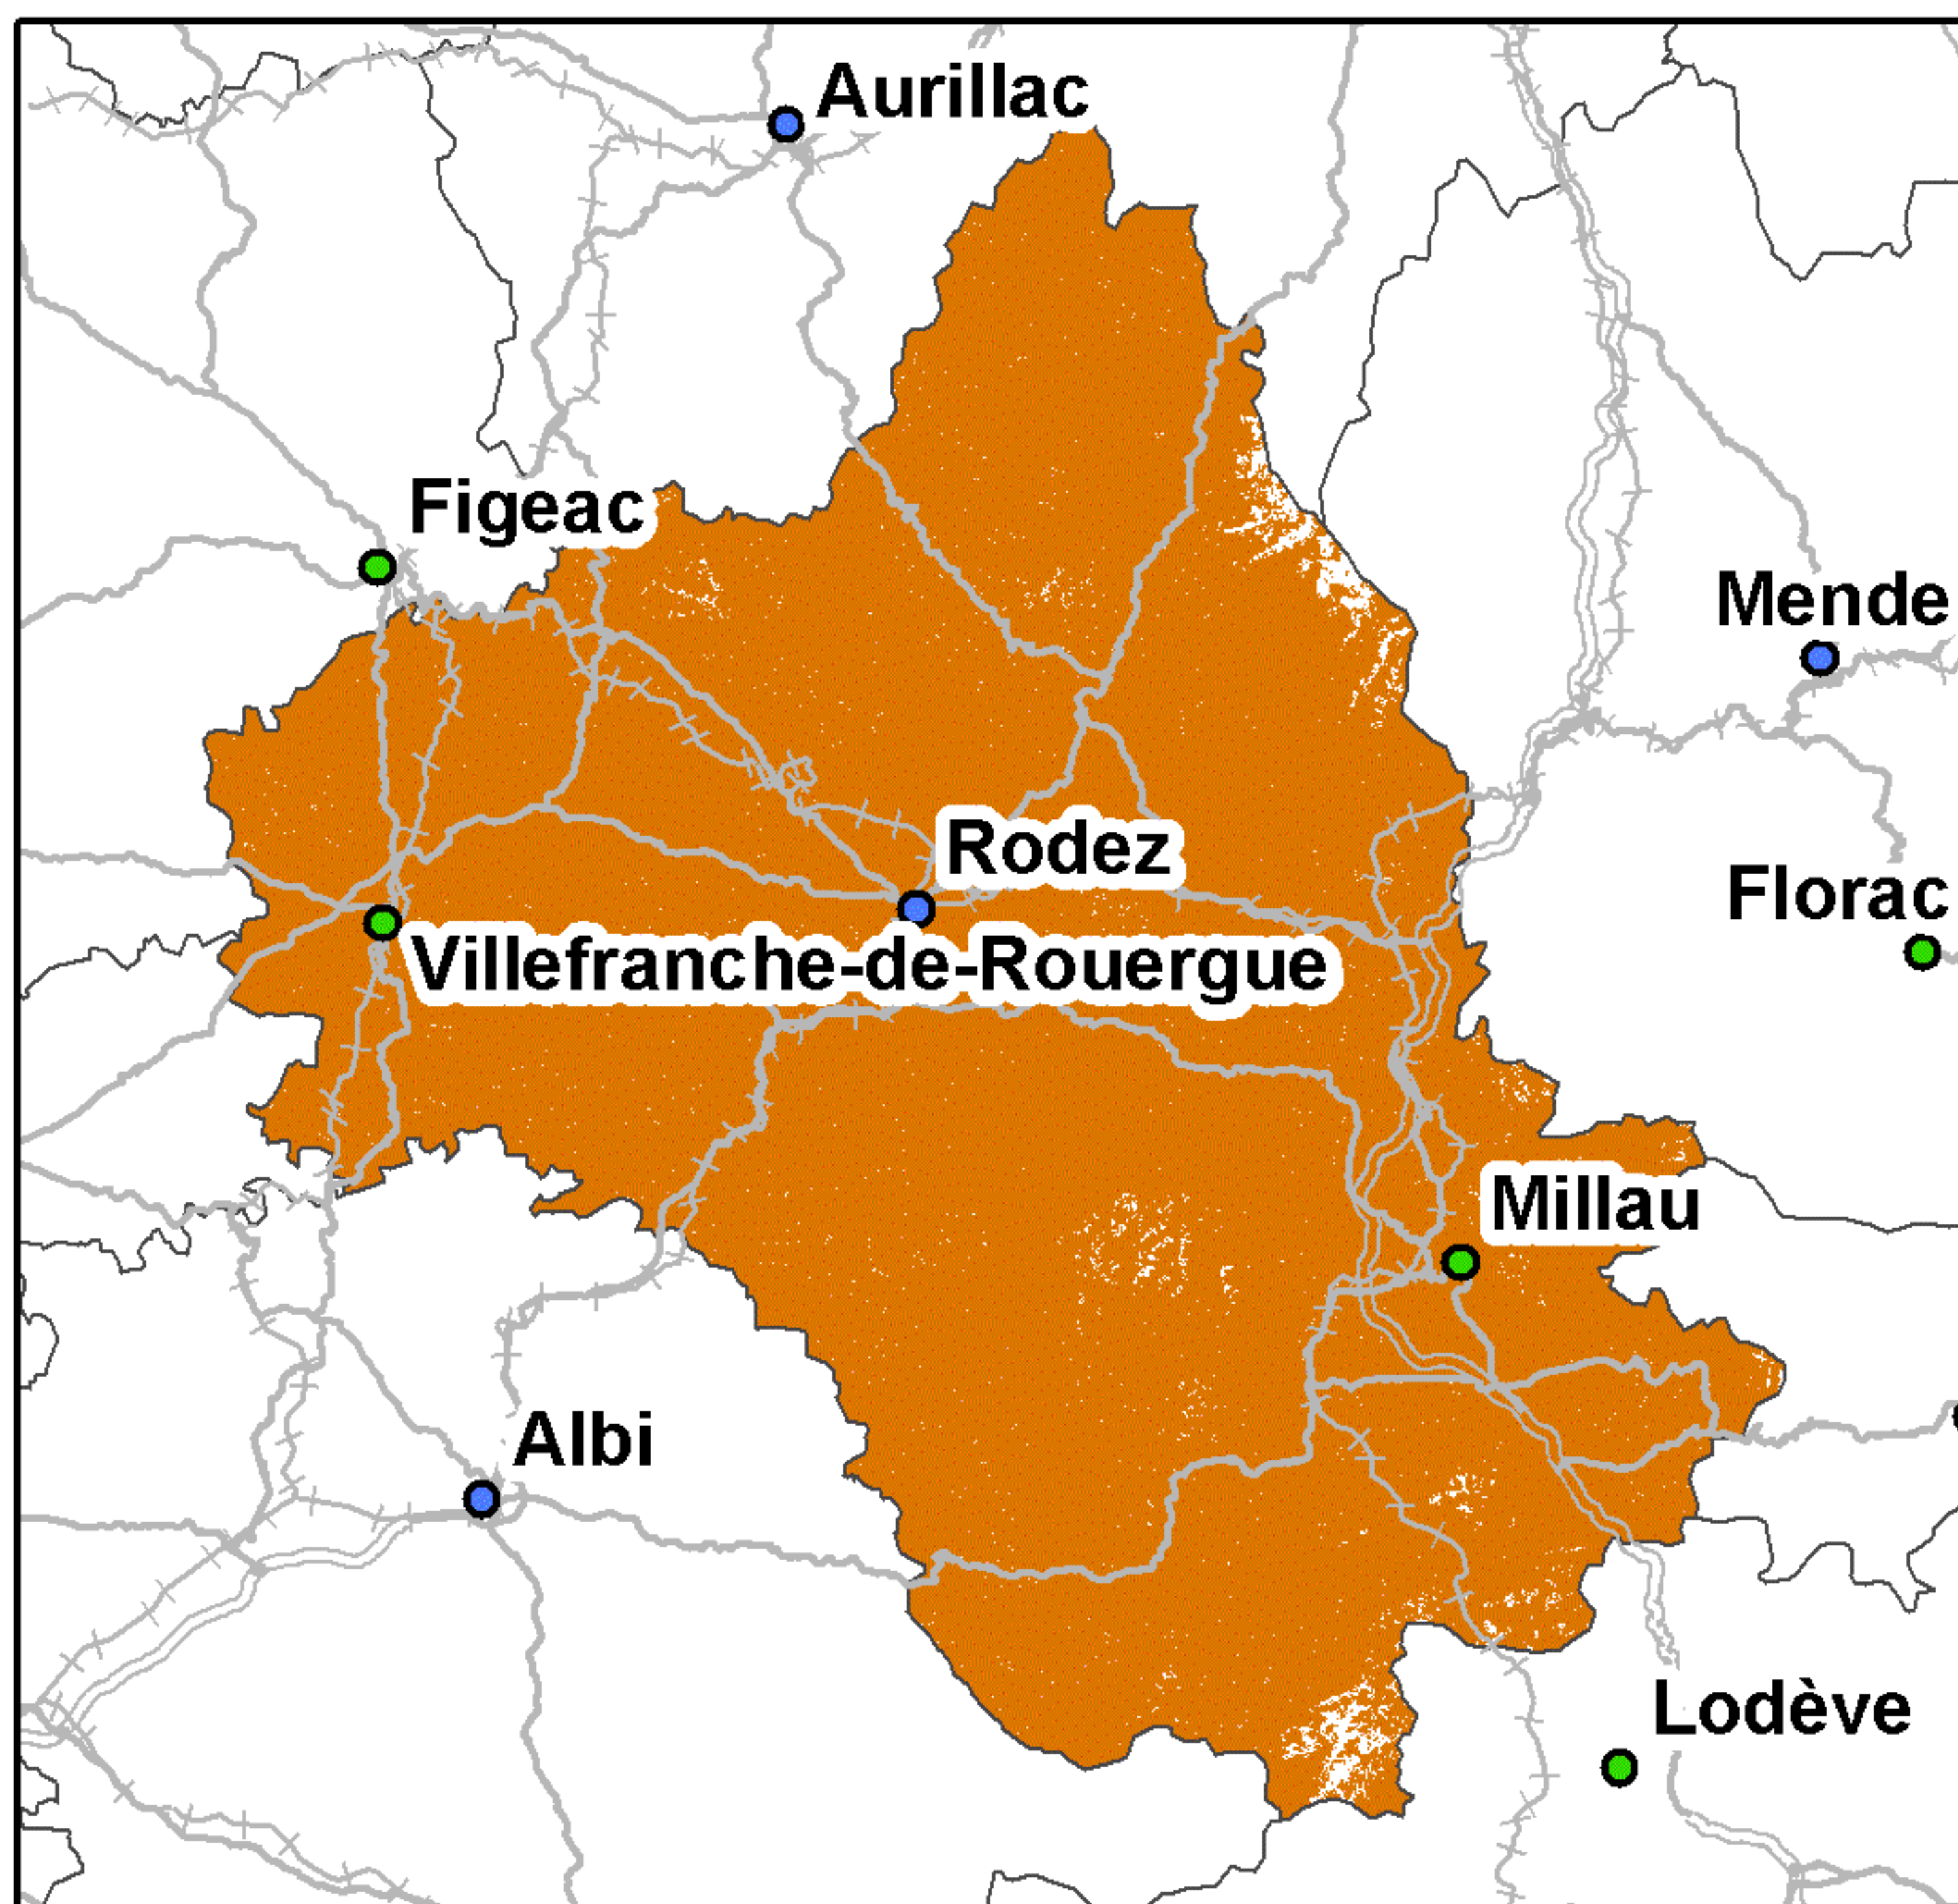 Aurillac
Figeac
Mende
Rodez
Florac
Villefranche-de-Rouergue
Millau
Albi
Lodève